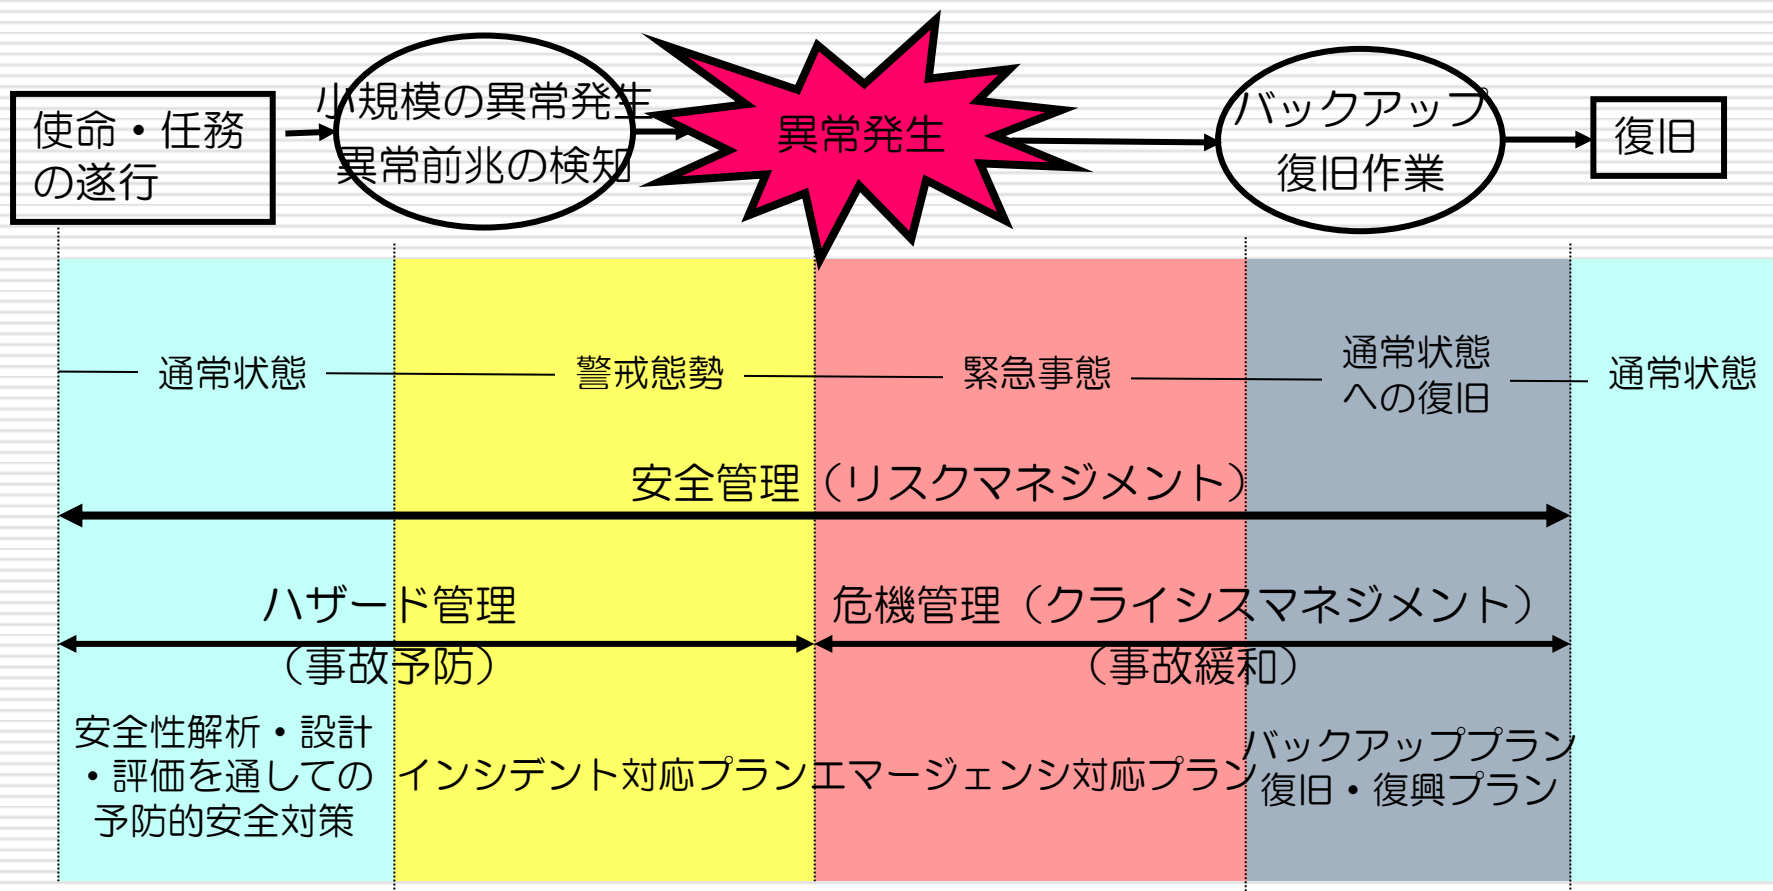 使命・任務
の遂行
小規模の異常発生
異常前兆の検知
異常発生
バックアップ
復旧作業
復旧
通常状態
警戒態勢
緊急事態
通常状態
への復旧
通常状態
安全管理（リスクマネジメント）
ハザード管理
（事故予防）
危機管理（クライシスマネジメント）
（事故緩和）
安全性解析・設計
・評価を通しての
予防的安全対策
インシデント対応プラン
エマージェンシ対応プラン
バックアッププラン
復旧・復興プラン